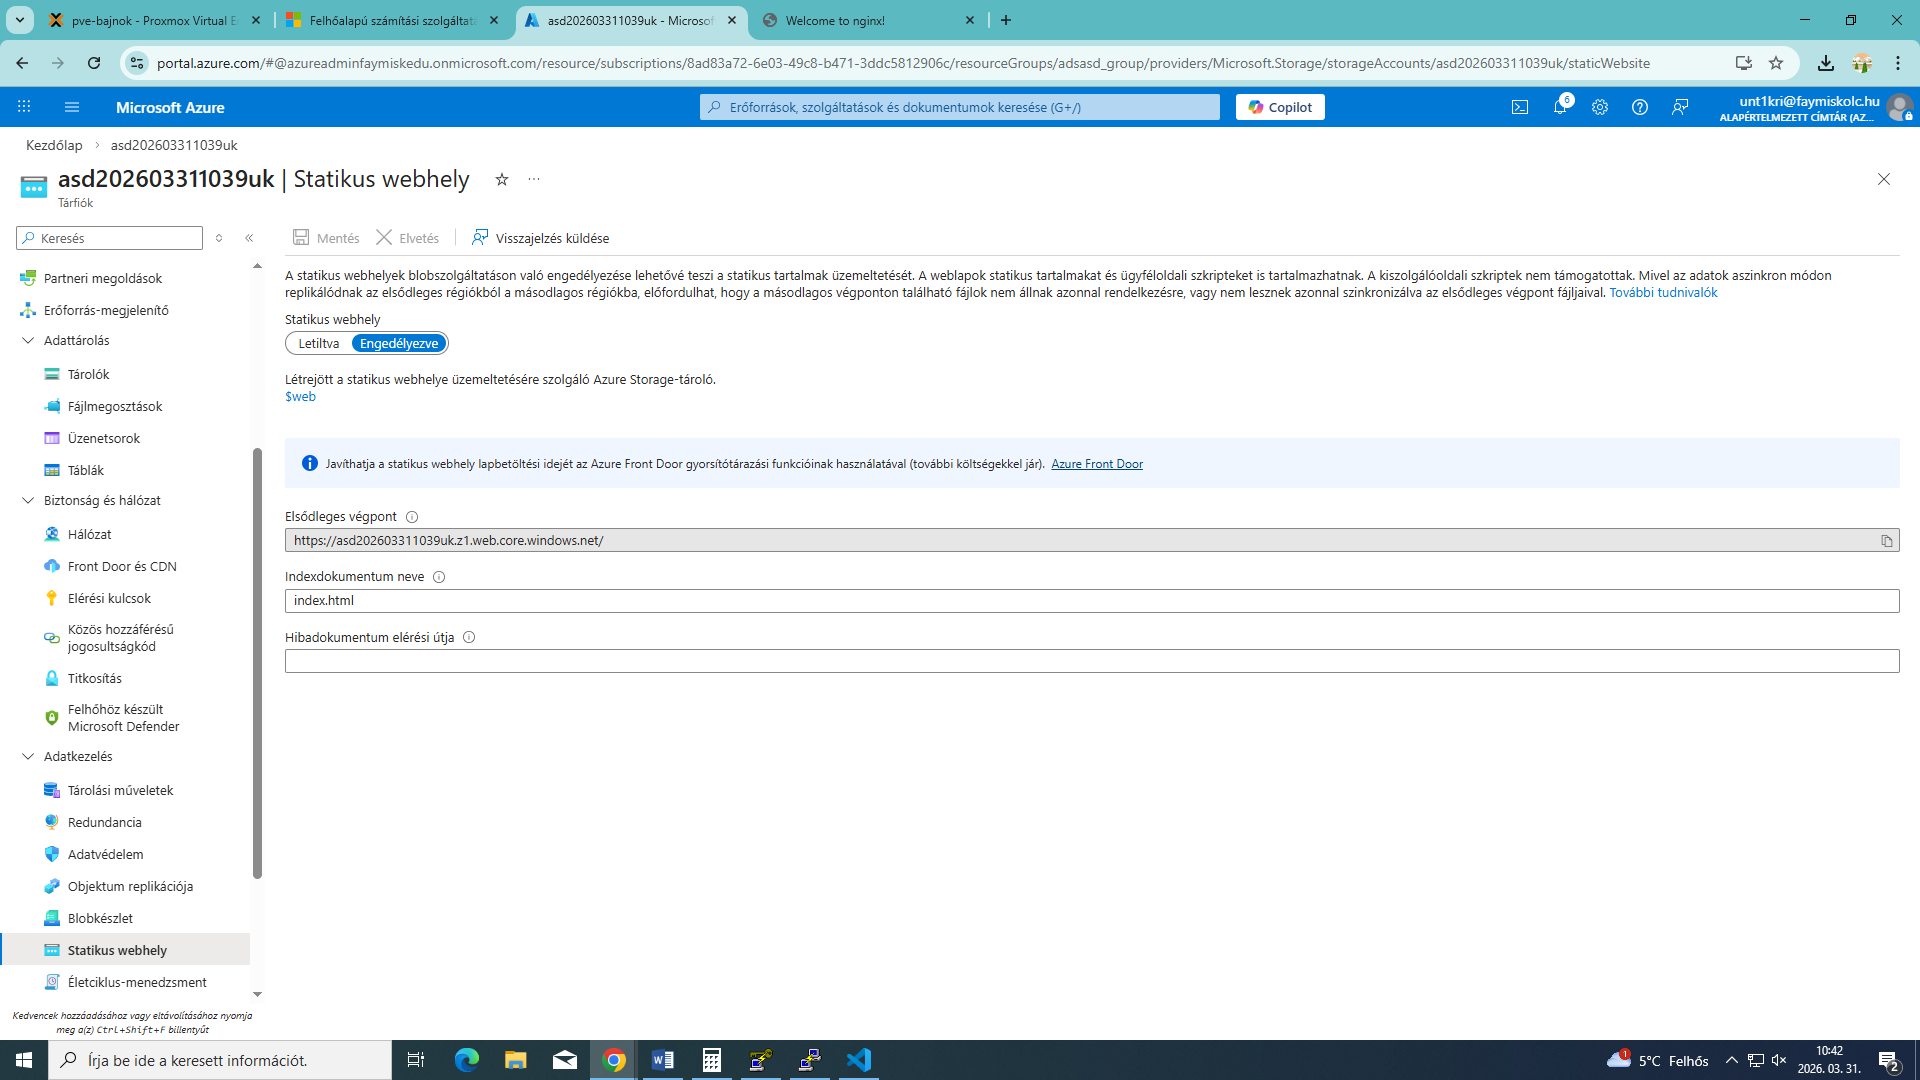 pve-bajnok - Proxmox Virtual E
Felhőalapú számítási szolgáltat
asd202603311039uk - Microsof
Welcome to nginx!
portal.azure.com/#@azureadminfaymiskedu.onmicrosoft.com/resource/subscriptions/8ad83a72-6e03-49c8-b471-3ddc5812906c/resourceGroups/adsasd_group/providers/Microsoft.Storage/storageAccounts/asd202603311039uk/staticWebsite
Microsoft Azure
Erőforrások, szolgáltatások és dokumentumok keresése (G+/)
Copilot
6
unt1kri@faymiskolc.hu
ALAPÉRTELMEZETT CÍMTÁR (AZ...
Kezdőlap
asd202603311039uk
asd202603311039uk | Statikus webhely
Tárfiók
Keresés
Mentés
Elvetés
Visszajelzés küldése
Partneri megoldások
Erőforrás-megjelenítő
Adattárolás
Tárolók
Fájlmegosztások
Üzenetsorok
Táblák
Biztonság és hálózat
Hálózat
Front Door és CDN
Elérési kulcsok
Közös hozzáférésű
jogosultságkód
Titkosítás
Felhőhöz készült
Microsoft Defender
Adatkezelés
Tárolási műveletek
Redundancia
Adatvédelem
Objektum replikációja
Blobkészlet
Statikus webhely
Életciklus-menedzsment
Kedvencek hozzáadásához vagy eltávolításához nyomja
meg a(z) Ctrl+Shift+F billentyűt
A statikus webhelyek blobszolgáltatáson való engedélyezése lehetővé teszi a statikus tartalmak üzemeltetését. A weblapok statikus tartalmakat és ügyféloldali szkripteket is tartalmazhatnak. A kiszolgálóoldali szkriptek nem támogatottak. Mivel az adatok aszinkron módon
replikálódnak az elsődleges régiókból a másodlagos régiókba, előfordulhat, hogy a másodlagos végponton található fájlok nem állnak azonnal rendelkezésre, vagy nem lesznek azonnal szinkronizálva az elsődleges végpont fájljaival. További tudnivalók
Statikus webhely
Letiltva
Engedélyezve
Létrejött a statikus webhelye üzemeltetésére szolgáló Azure Storage-tároló.
$web
Javíthatja a statikus webhely lapbetöltési idejét az Azure Front Door gyorsítótárazási funkcióinak használatával (további költségekkel jár). Azure Front Door
Elsődleges végpont
https://asd202603311039uk.z1.web.core.windows.net/
Indexdokumentum neve
index.html
Hibadokumentum elérési útja
Írja be ide a keresett információt.
1
5°C Felhős
10:42
2026. 03. 31.
2